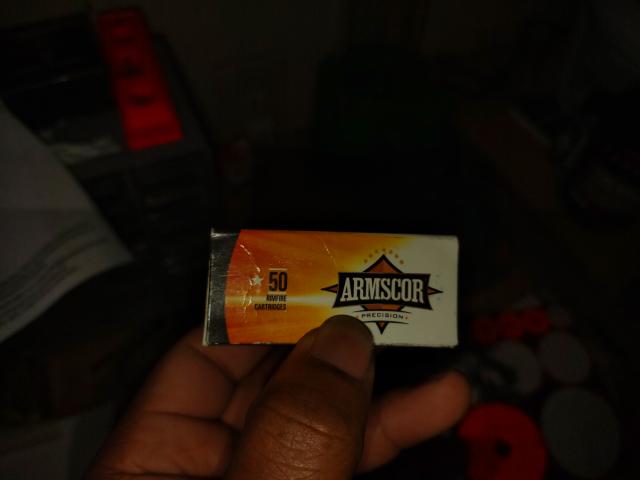 50
RIMFIRE
CARTRIDGES
ARMSCOR
PRECISION